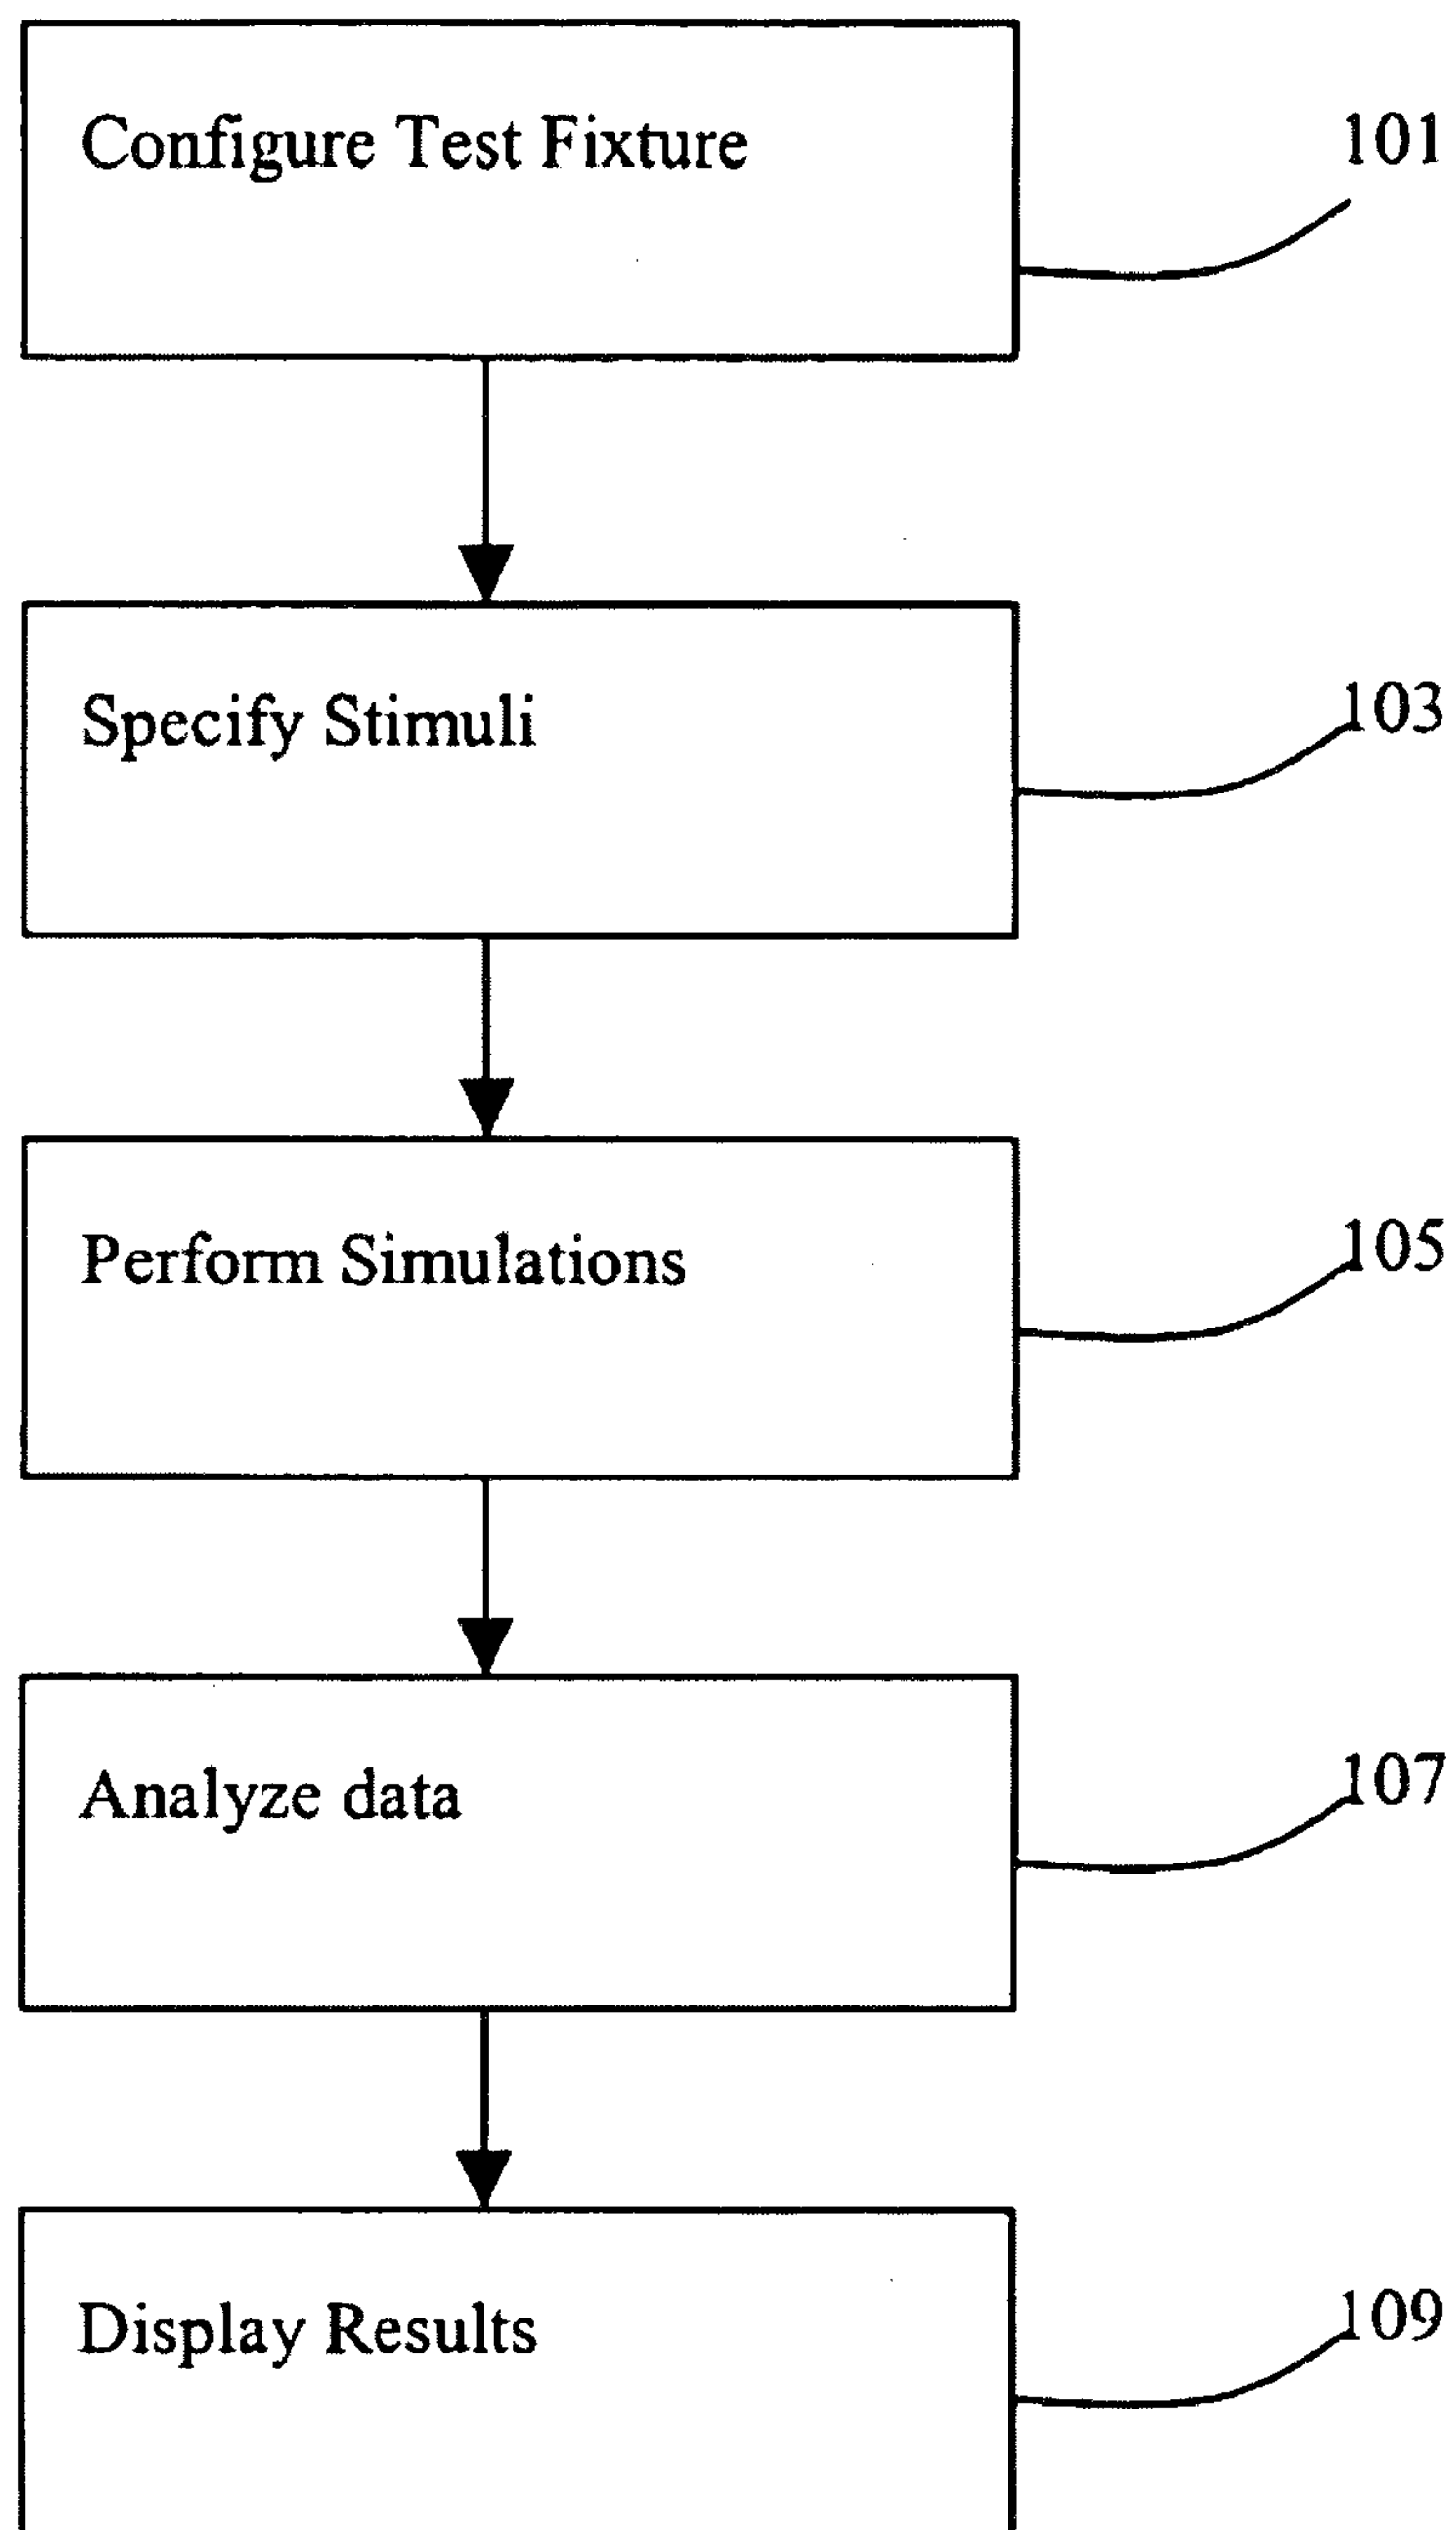 Configure Test Fixture
101
Specify Stimuli
103
Perform Simulations
105
Analyze data
107
Display Results
109